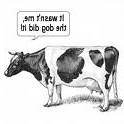 It wasn't me,
the dog did it!